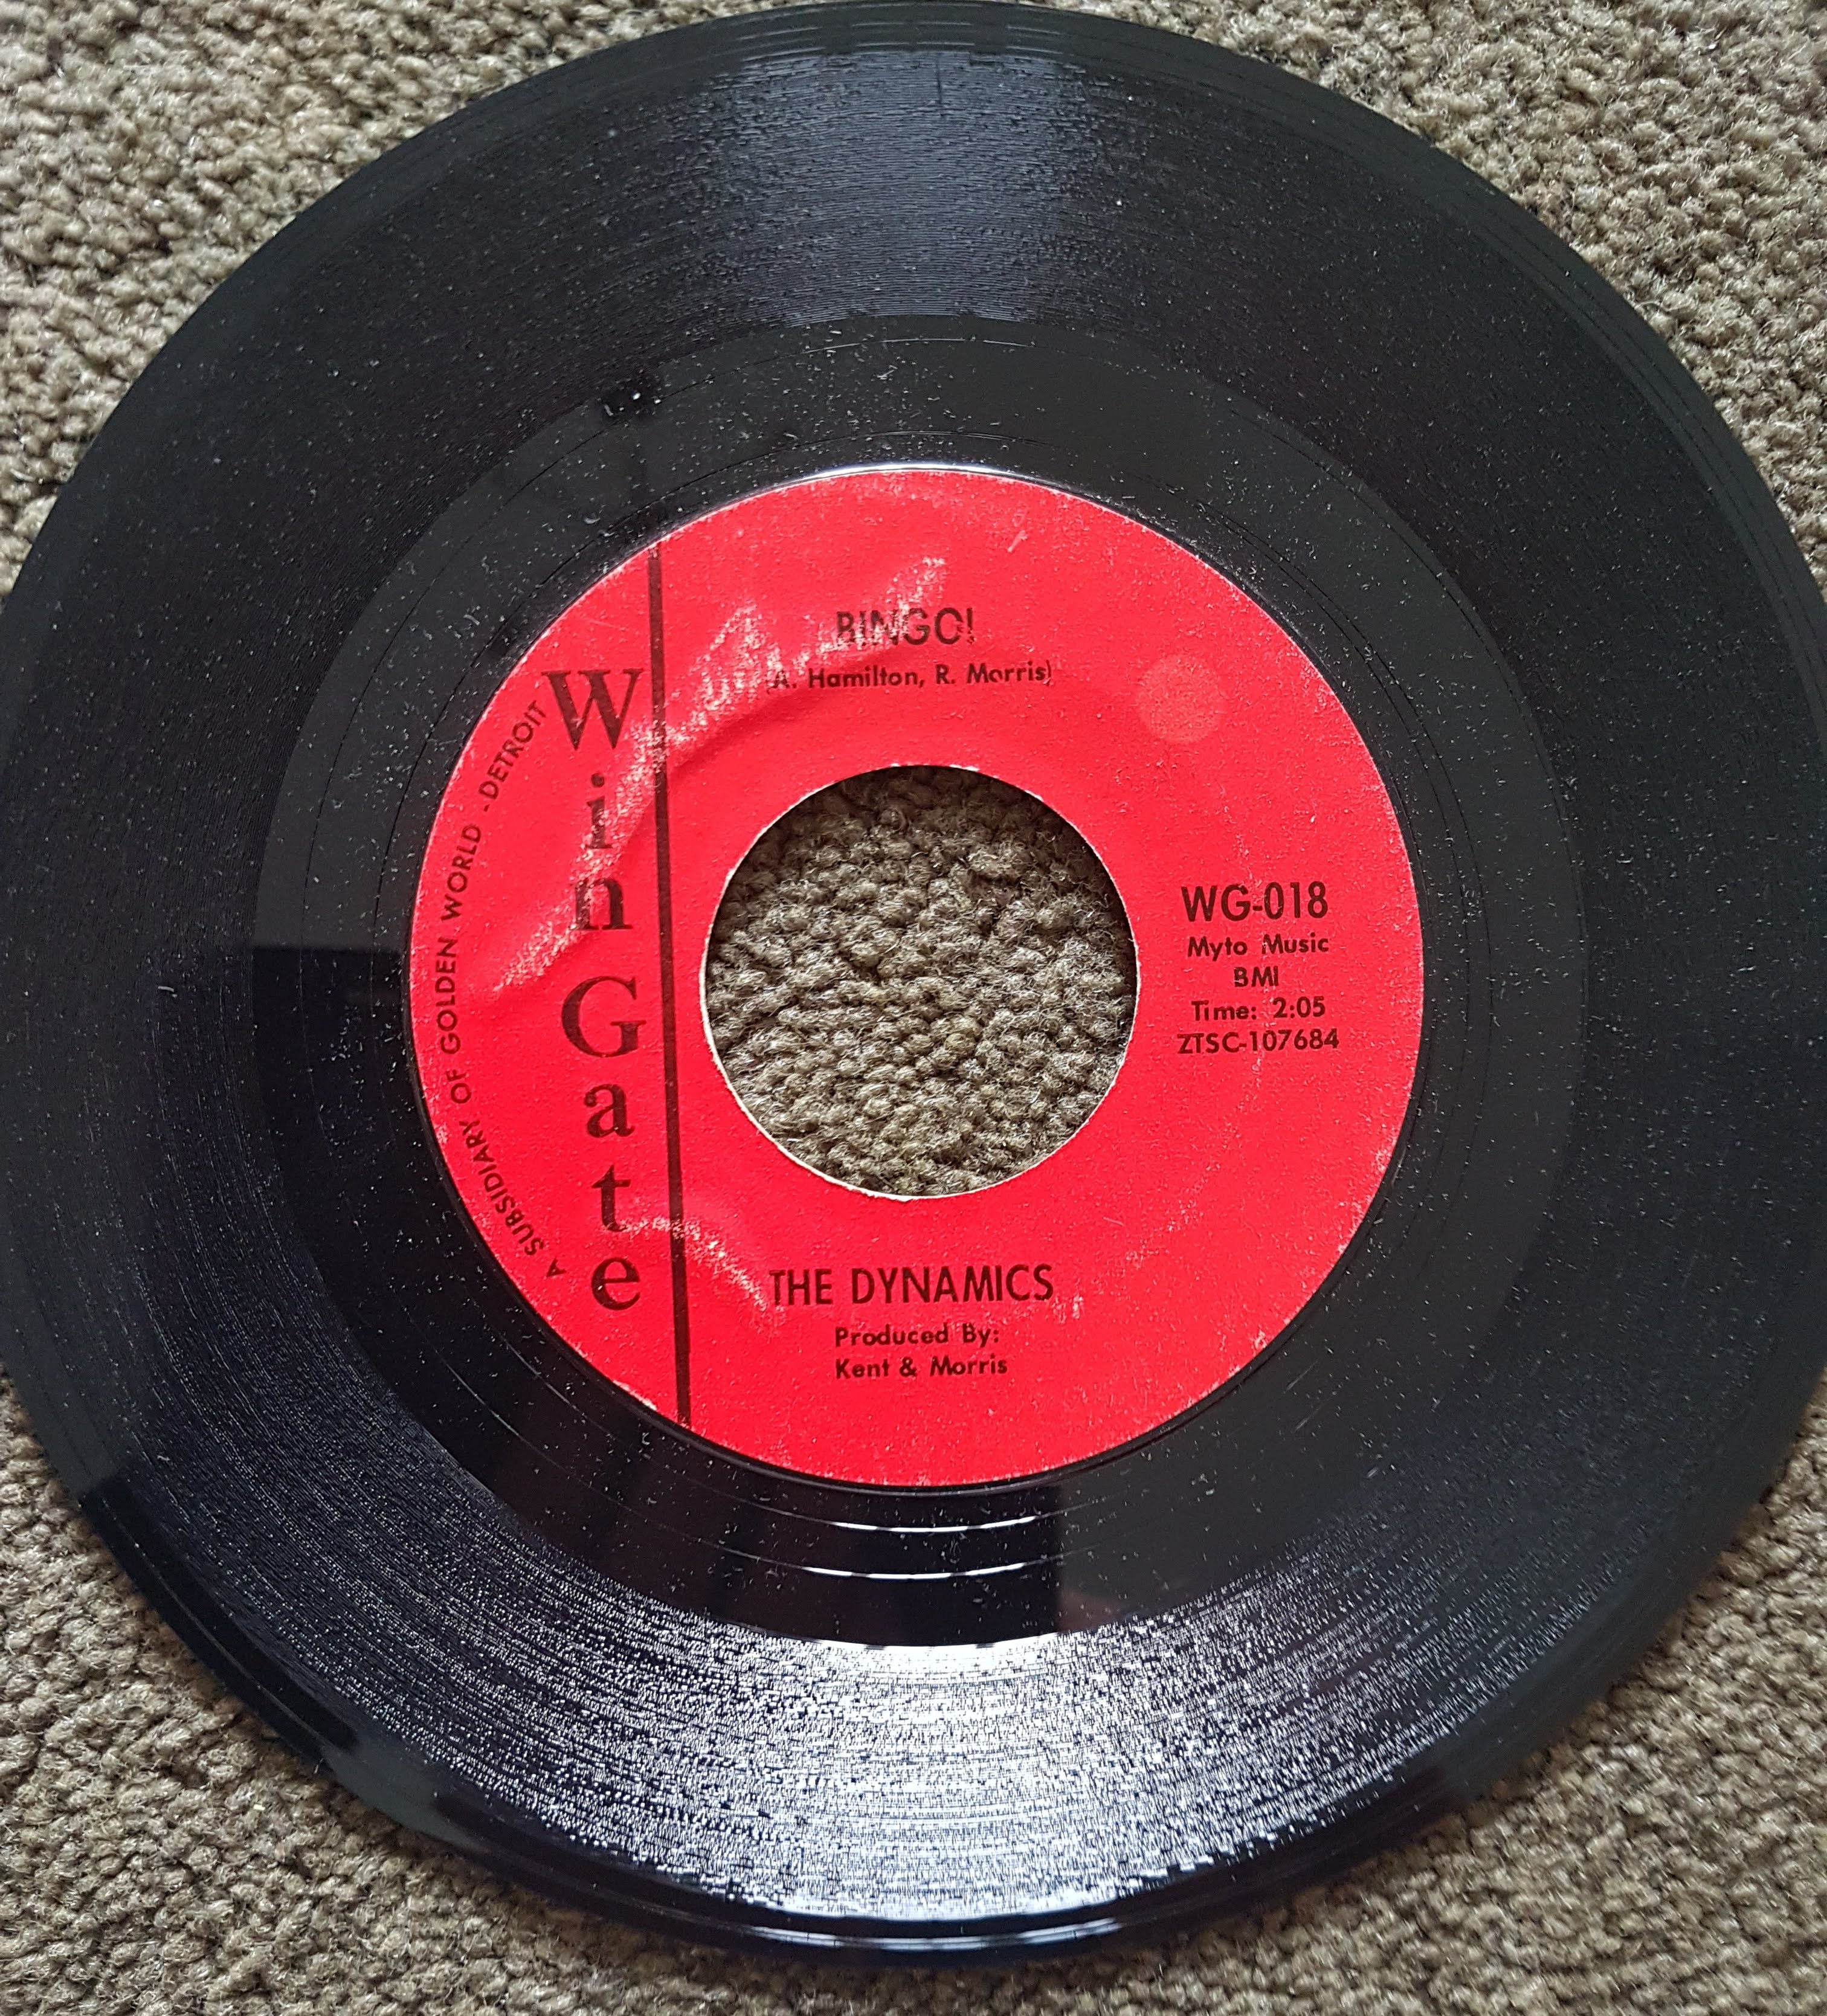 BINGO!
(A. Hamilton, R. Morris)
WinGate
A SUBSIDIARY OF GOLDEN WORLD - DETROIT
WG-018
Myto Music
BMI
Time: 2:05
ZTSC-107684
THE DYNAMICS
Produced By:
Kent & Morris